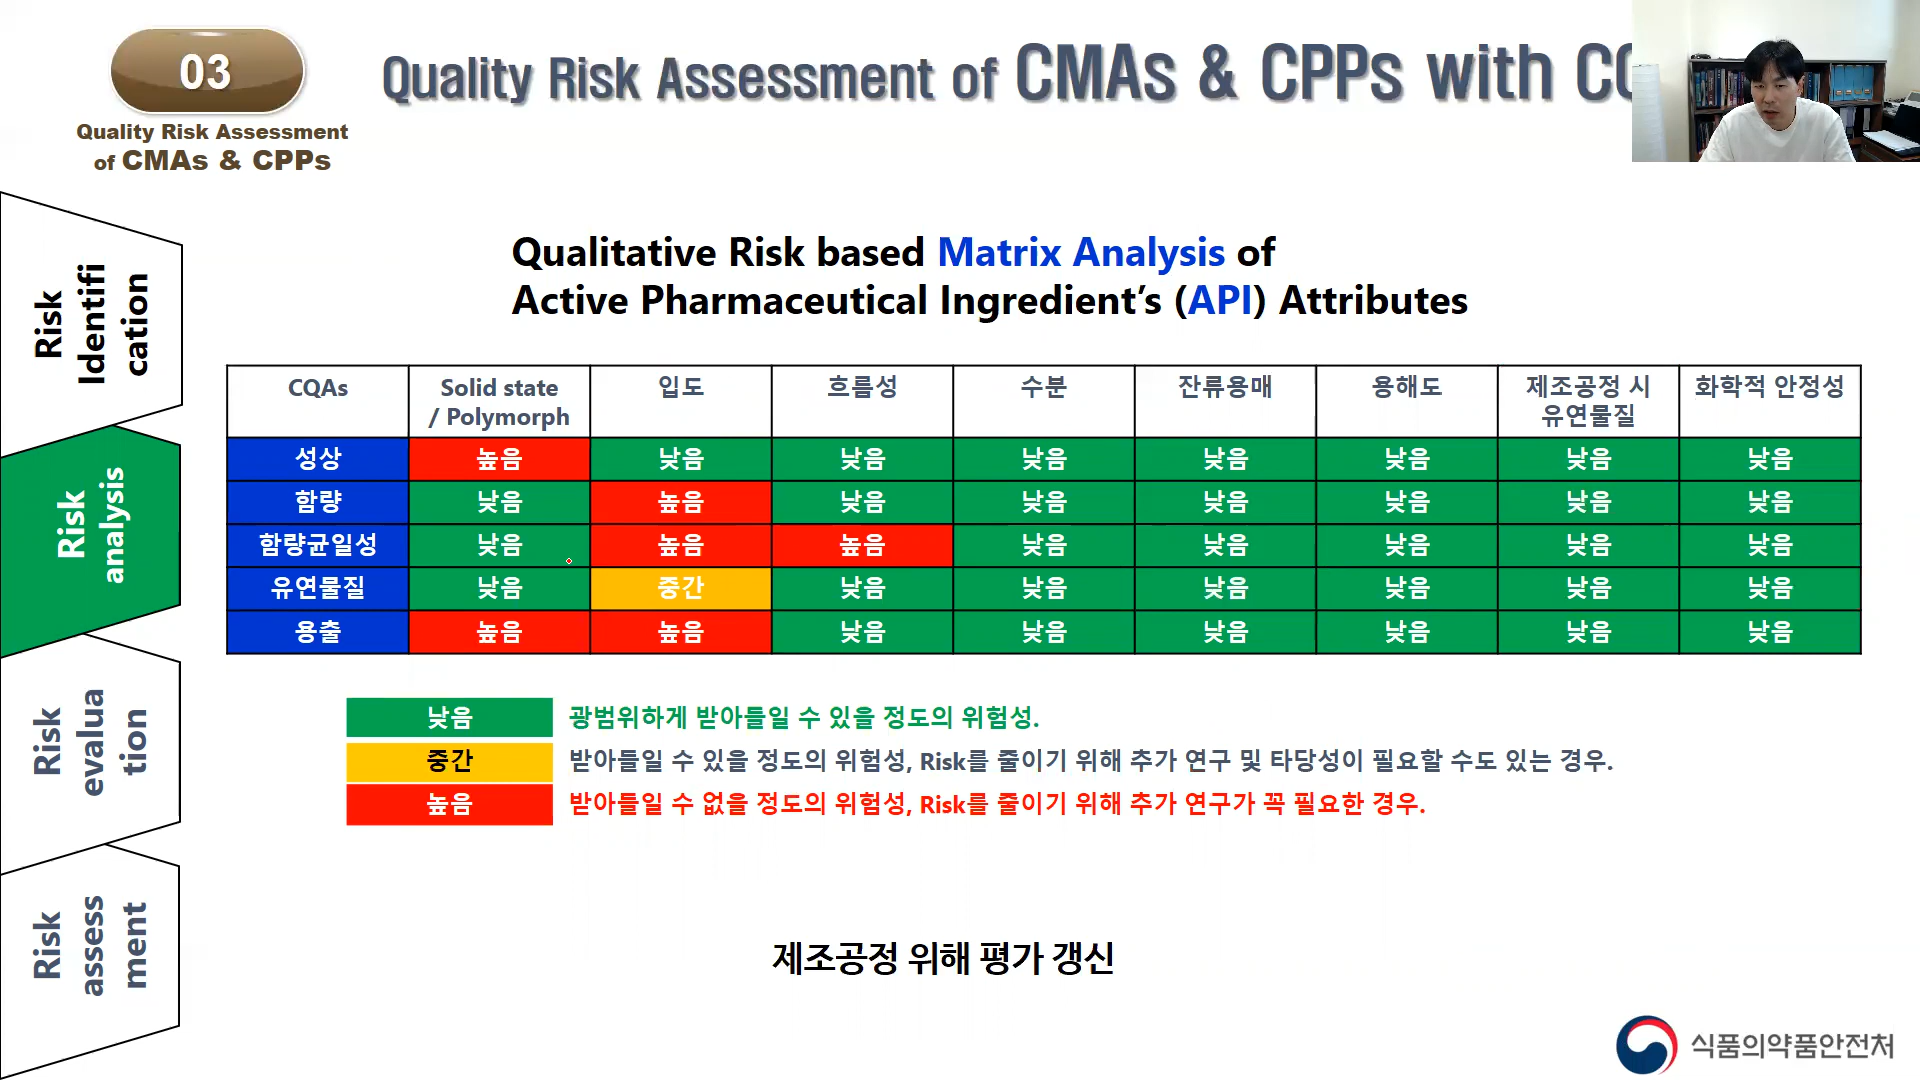 03
Quality Risk Assessment
of CMAs & CPPs
Quality Risk Assessment of CMAs & CPPs with
Risk
Identifi
cation
Risk
analysis
Risk
evalua
tion
Risk
assess
ment
Qualitative Risk based Matrix Analysis of
Active Pharmaceutical Ingredient's (API) Attributes
CQAs Solid state / Polymorph 입도 흐름성 수분 잔류용매 용해도 제조공정 시 유연물질 화학적 안정성
성상 높음 낮음 낮음 낮음 낮음 낮음 낮음 낮음
함량 낮음 높음 낮음 낮음 낮음 낮음 낮음 낮음
함량균일성 낮음 높음 높음 낮음 낮음 낮음 낮음 낮음
유연물질 낮음 중간 낮음 낮음 낮음 낮음 낮음 낮음
용출 높음 높음 낮음 낮음 낮음 낮음 낮음 낮음
낮음 광범위하게 받아들일 수 있을 정도의 위험성.
중간 받아들일 수 있을 정도의 위험성, Risk를 줄이기 위해 추가 연구 및 타당성이 필요할 수도 있는 경우.
높음 받아들일 수 없을 정도의 위험성, Risk를 줄이기 위해 추가 연구가 꼭 필요한 경우.
제조공정 위해 평가 갱신
식품의약품안전처